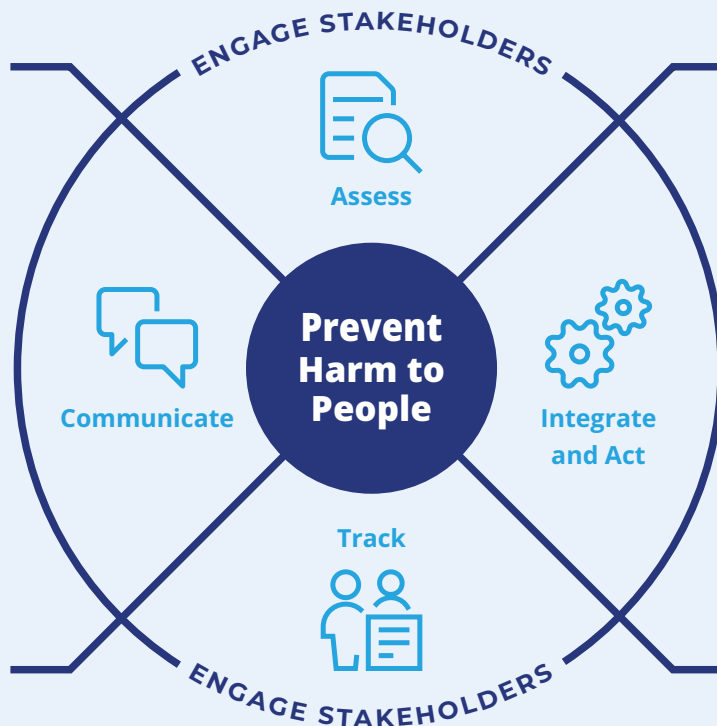 ENGAGE STAKEHOLDERS
Assess
Prevent
Harm to
People
Communicate
Integrate
and Act
Track
ENGAGE STAKEHOLDERS